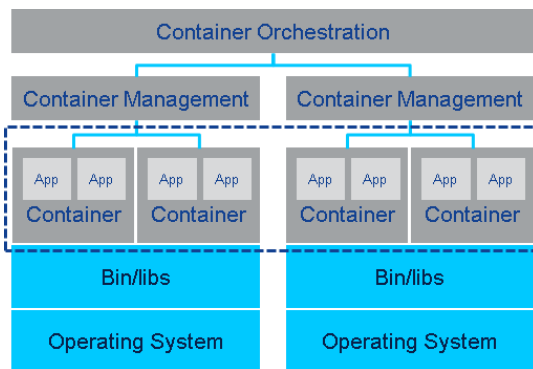 Container Orchestration
Container Management
Container Management
App App App App
App App App App
Container Container
Container Container
Bin/libs
Bin/libs
Operating System
Operating System